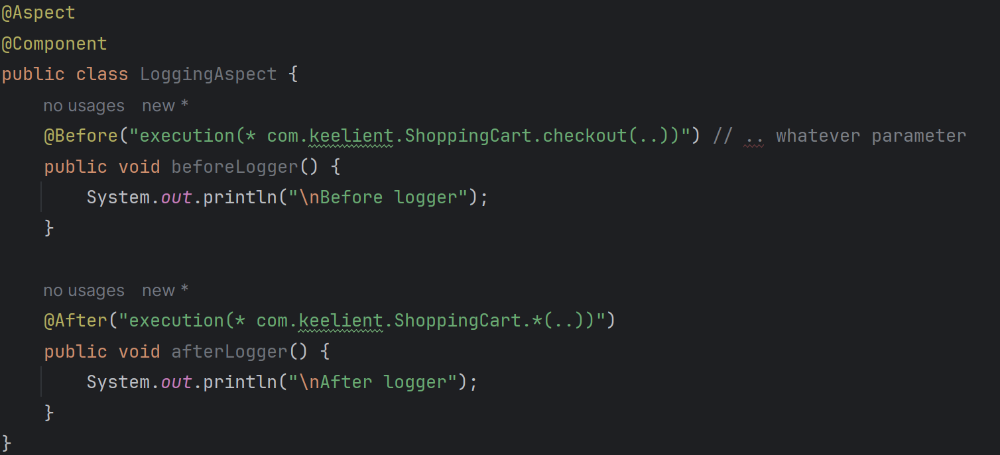 @Aspect
@Component
public class LoggingAspect {
no usages new *
@Before("execution(* com.keelient.ShoppingCart.checkout(..))") // .. whatever parameter
public void beforeLogger() {
System.out.println("\nBefore logger");
}
no usages new *
@After("execution(* com.keelient.ShoppingCart.*(..))")
public void afterLogger() {
System.out.println("\nAfter logger");
}
}